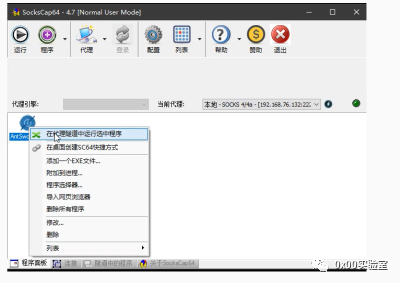 SocksCap64 - 4.7 [Normal User Mode]
运行 程序 代理 登录 配置 列表 帮助 赞助 退出
代理引擎: 当前代理: 本地 - SOCKS 4/4a - [192.168.76.132:222
AntSwo
在代理隧道中运行选中程序
在桌面创建SC64快捷方式
添加一个EXE文件...
附加到进程...
程序选择器...
导入网页浏览器
删除所有程序
修改...
删除
列表
程序面板 注意 隧道中的程序 关于SocksCap64
0x00实验室